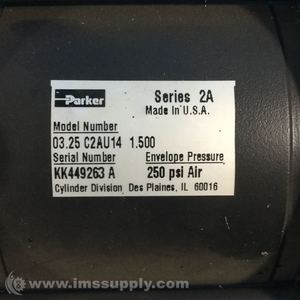 Parker Series 2A
Made in U.S.A.
Model Number
03.25 C2AU14 1.500
Serial Number Envelope Pressure
KK449263 A 250 psi Air
Cylinder Division Des Plaines, IL 60016
© www.imssupply.com